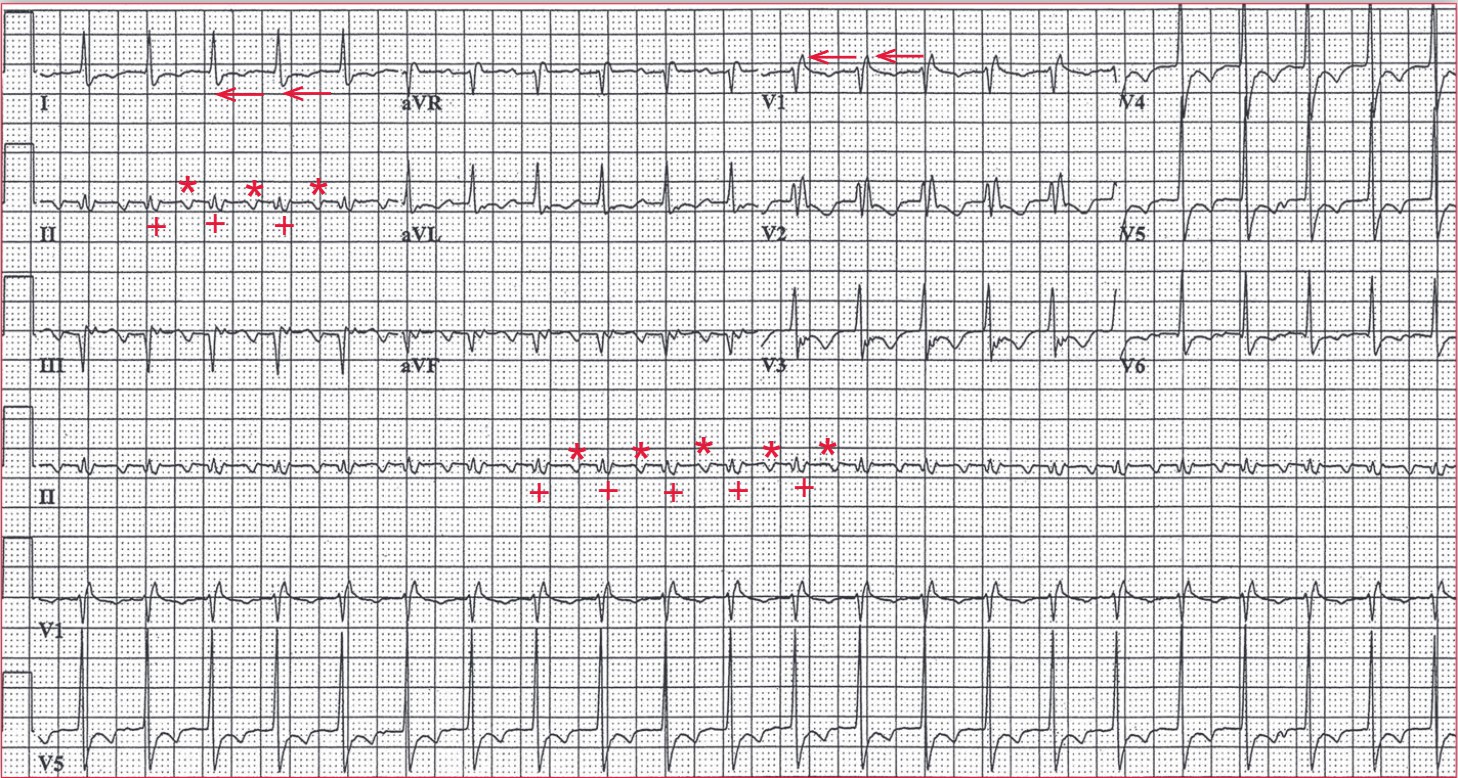 I aVR V1 V4
* * *
+ + +
II aVL V2 V5
III aVF V3 V6
* * * * *
+ + + + +
II
V1
V5